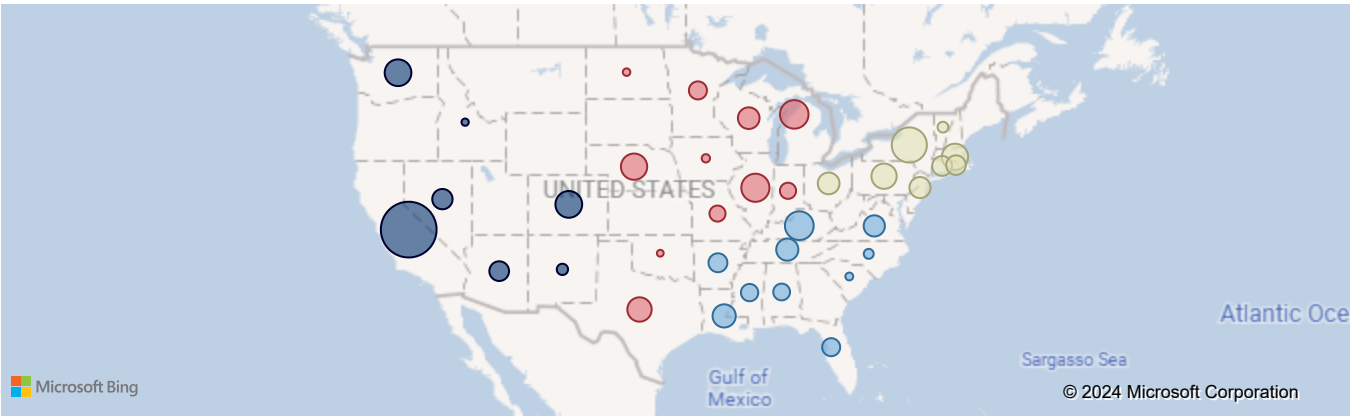 UNITED STATES
Atlantic Oce
Sargasso Sea
Gulf of
Mexico
Microsoft Bing
© 2024 Microsoft Corporation